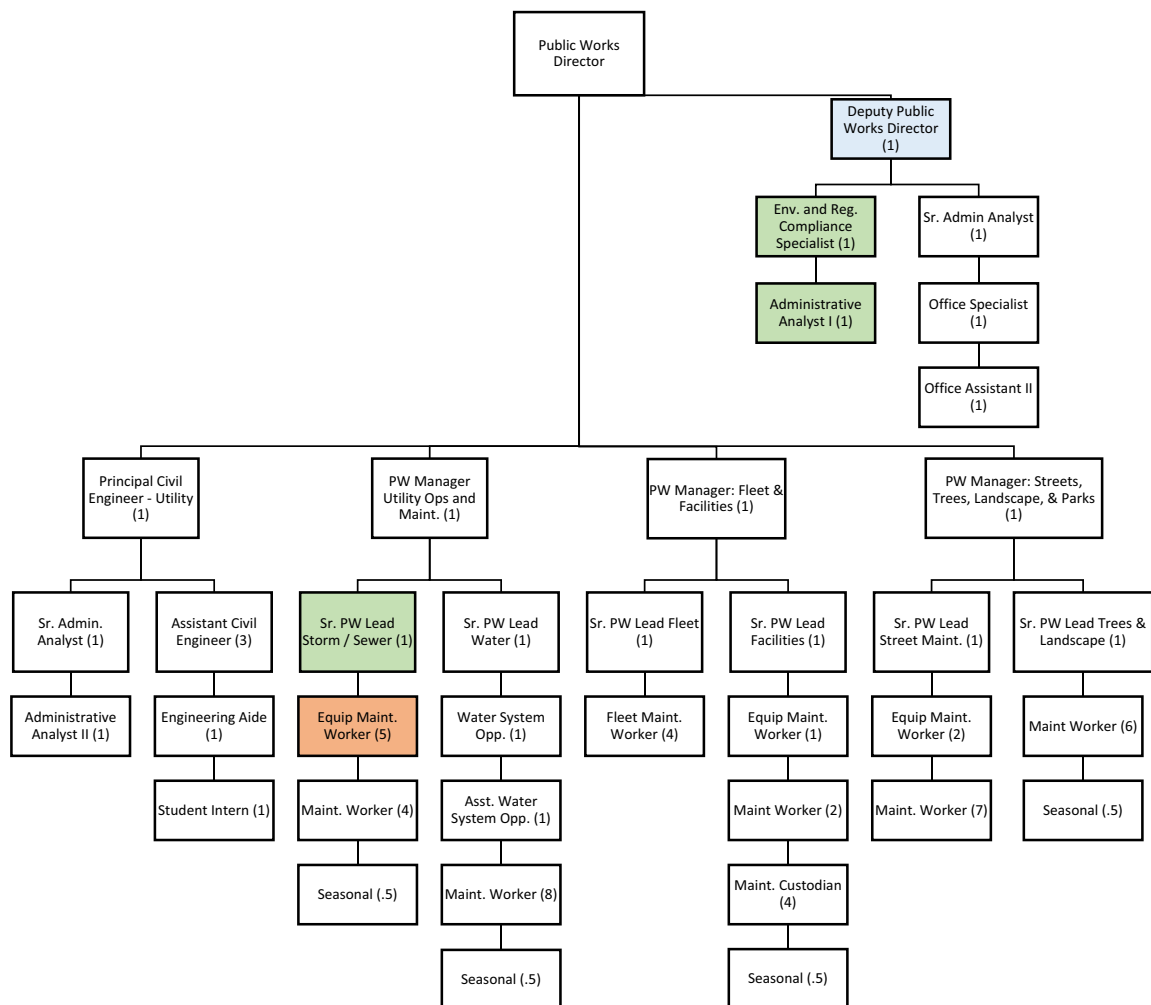 Public Works
Director
Deputy Public
Works Director
(1)
Env. and Reg.
Compliance
Specialist (1)
Sr. Admin Analyst
(1)
Administrative
Analyst I (1)
Office Specialist
(1)
Office Assistant II
(1)
Principal Civil
Engineer - Utility
(1)
PW Manager
Utility Ops and
Maint. (1)
PW Manager: Fleet &
Facilities (1)
PW Manager: Streets,
Trees, Landscape, & Parks
(1)
Sr. Admin.
Analyst (1)
Assistant Civil
Engineer (3)
Sr. PW Lead
Storm / Sewer (1)
Sr. PW Lead
Water (1)
Sr. PW Lead Fleet
(1)
Sr. PW Lead
Facilities (1)
Sr. PW Lead
Street Maint. (1)
Sr. PW Lead Trees &
Landscape (1)
Administrative
Analyst II (1)
Engineering Aide
(1)
Equip Maint.
Worker (5)
Water System
Opp. (1)
Fleet Maint.
Worker (4)
Equip Maint.
Worker (1)
Equip Maint.
Worker (2)
Maint Worker (6)
Student Intern (1)
Maint. Worker (4)
Asst. Water
System Opp. (1)
Maint Worker (2)
Maint. Worker (7)
Seasonal (.5)
Seasonal (.5)
Maint. Worker (8)
Maint. Custodian
(4)
Seasonal (.5)
Seasonal (.5)